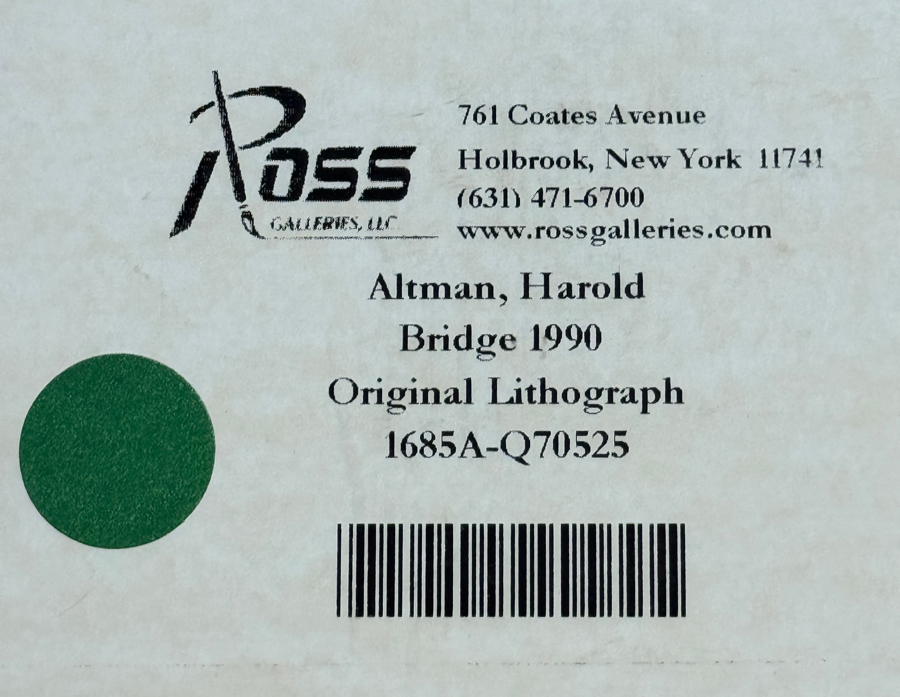 Ross
GALLERIES, LLC
761 Coates Avenue
Holbrook, New York 11741
(631) 471-6700
www.rossgalleries.com
Altman, Harold
Bridge 1990
Original Lithograph
1685A-Q70525